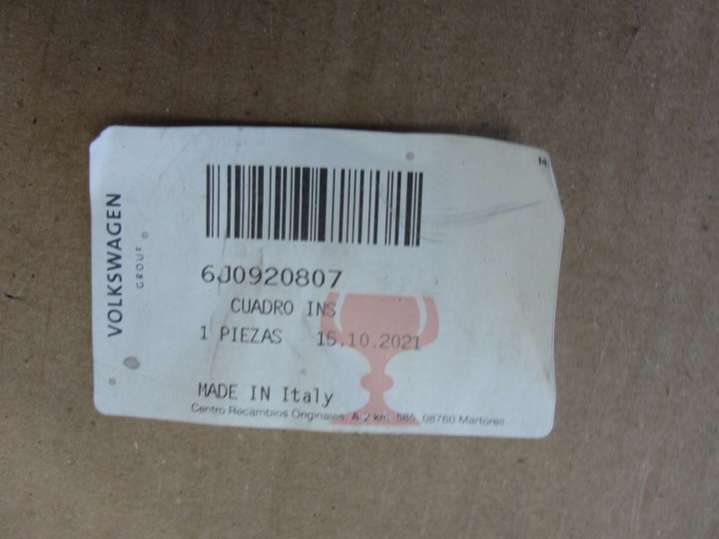 VOLKSWAGEN
GROUP
6J0920807
CUADRO INS
1 PIEZAS 15.10.2021
MADE IN Italy
Centro Recambios Originales, A-2 km. 585, 08760 Martorell